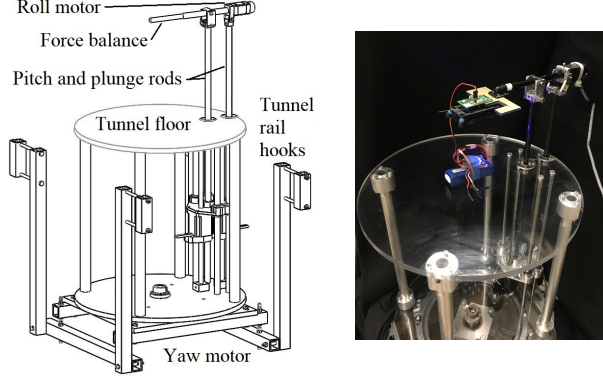 Roll motor
Force balance
Pitch and plunge rods
Tunnel floor
Tunnel
rail
hooks
Yaw motor